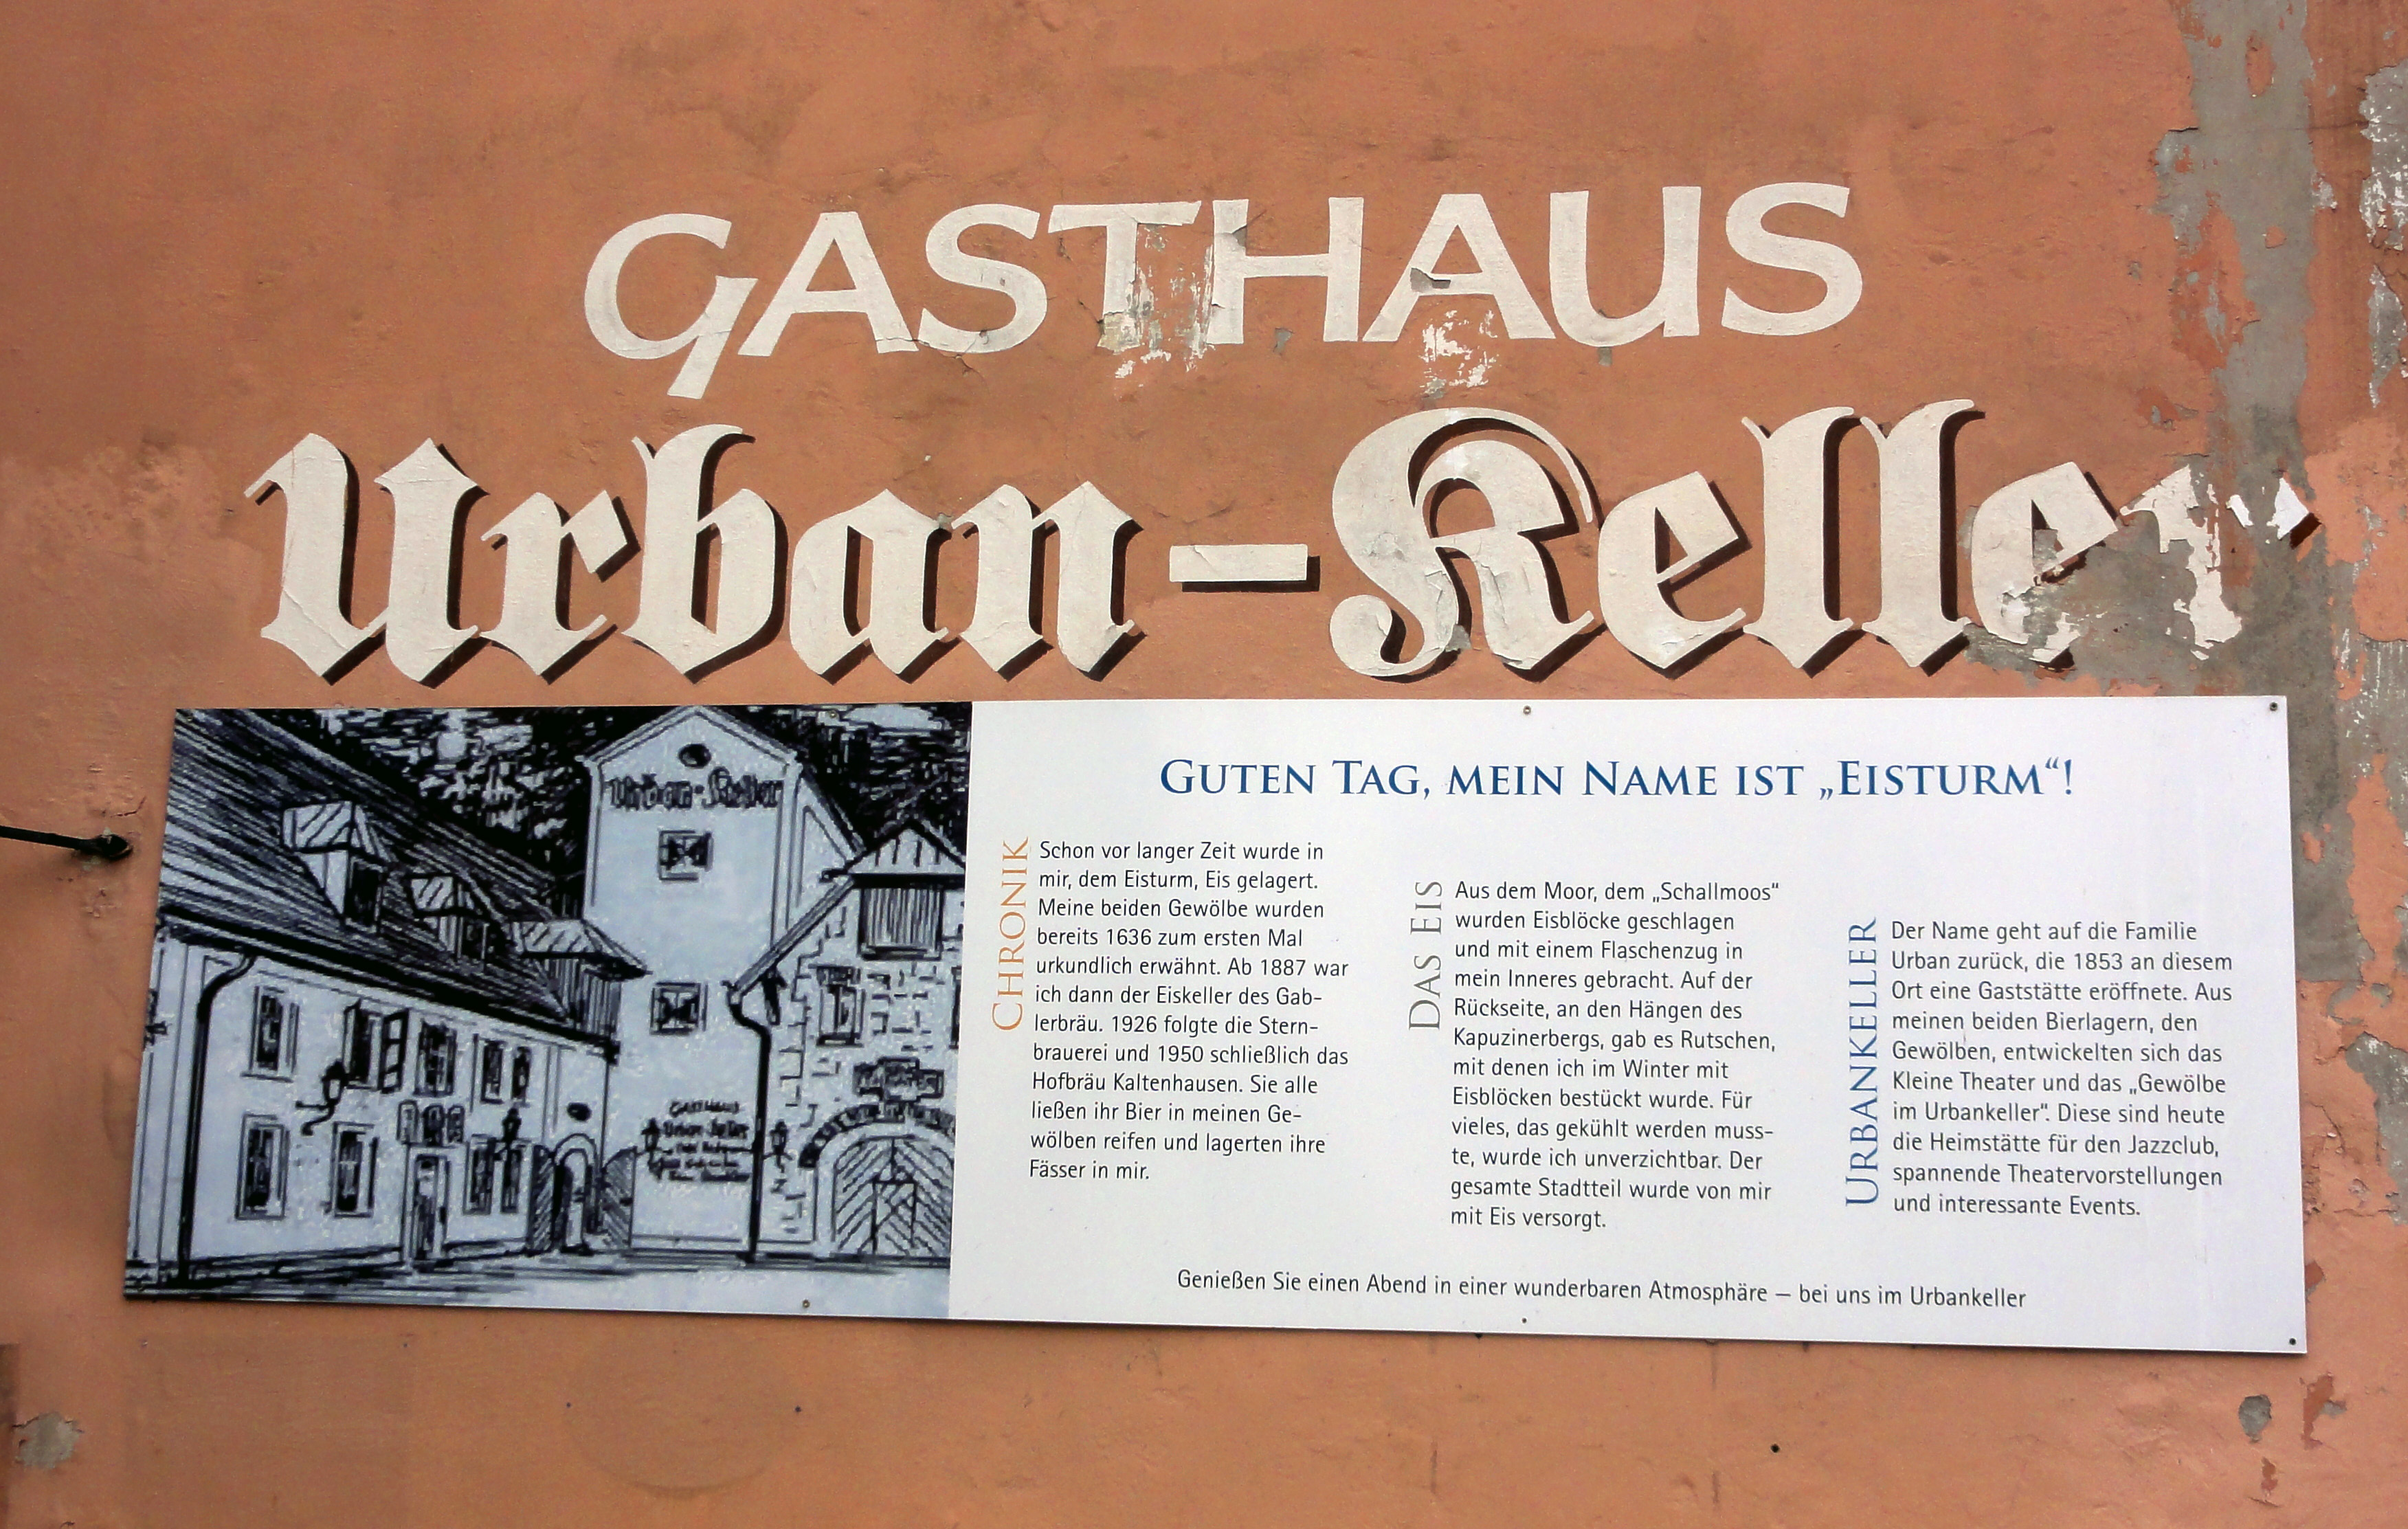 GASTHAUS
Urban-Keller
Urban-Keller
GASTHAUS
Urban-Keller
GUTEN TAG, MEIN NAME IST „EISTURM“!
CHRONIK
Schon vor langer Zeit wurde in
mir, dem Eisturm, Eis gelagert.
Meine beiden Gewölbe wurden
bereits 1636 zum ersten Mal
urkundlich erwähnt. Ab 1887 war
ich dann der Eiskeller des Gab-
lerbräu. 1926 folgte die Stern-
brauerei und 1950 schließlich das
Hofbräu Kaltenhausen. Sie alle
ließen ihr Bier in meinen Ge-
wölben reifen und lagerten ihre
Fässer in mir.
DAS EIS
Aus dem Moor, dem „Schallmoos“
wurden Eisblöcke geschlagen
und mit einem Flaschenzug in
mein Inneres gebracht. Auf der
Rückseite, an den Hängen des
Kapuzinerbergs, gab es Rutschen,
mit denen ich im Winter mit
Eisblöcken bestückt wurde. Für
vieles, das gekühlt werden muss-
te, wurde ich unverzichtbar. Der
gesamte Stadtteil wurde von mir
mit Eis versorgt.
URBANKELLER
Der Name geht auf die Familie
Urban zurück, die 1853 an diesem
Ort eine Gaststätte eröffnete. Aus
meinen beiden Bierlagern, den
Gewölben, entwickelten sich das
Kleine Theater und das „Gewölbe
im Urbankeller“. Diese sind heute
die Heimstätte für den Jazzclub,
spannende Theatervorstellungen
und interessante Events.
Genießen Sie einen Abend in einer wunderbaren Atmosphäre – bei uns im Urbankeller